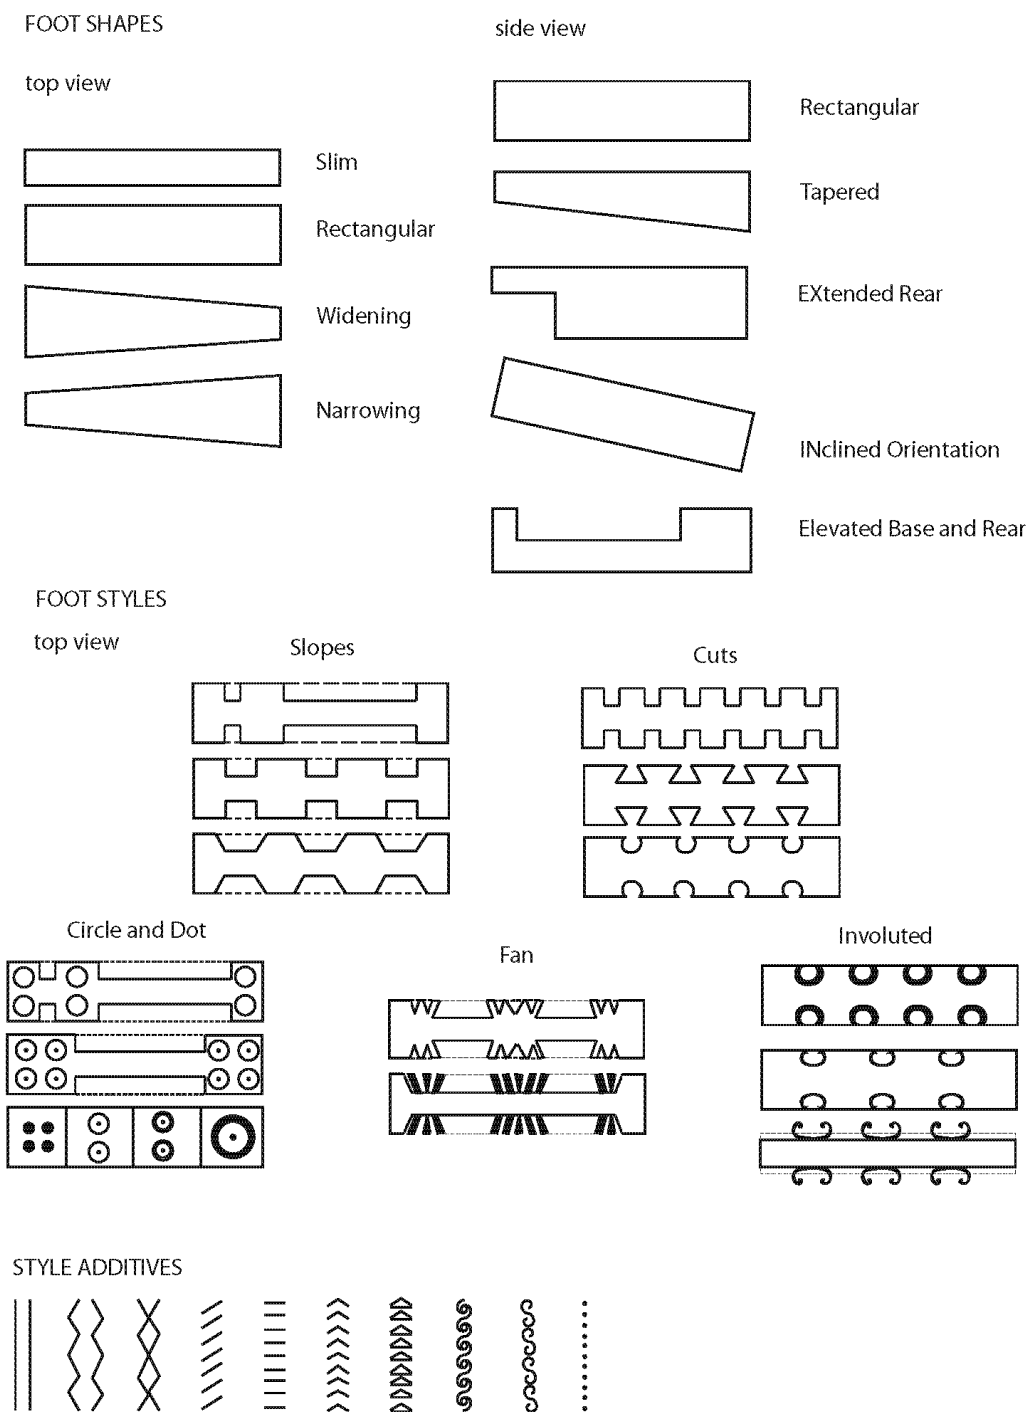 FOOT SHAPES
side view
top view
Slim
Rectangular
Widening
Narrowing
Rectangular
Tapered
EXtended Rear
INclined Orientation
Elevated Base and Rear
FOOT STYLES
top view
Slopes
Cuts
Circle and Dot
Fan
Involuted
STYLE ADDITIVES